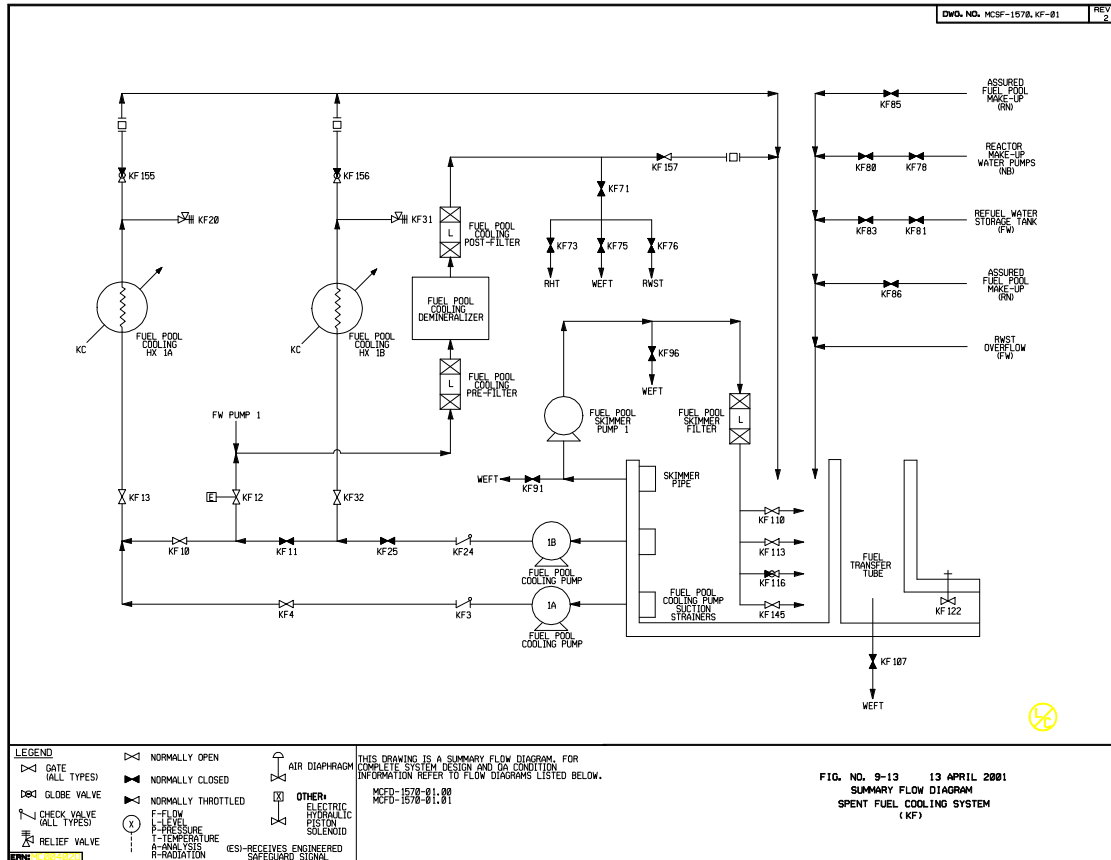 DWG. NO. MCSF-1570.KF-01
REV
2
ASSURED
FUEL POOL
MAKE-UP
(RN)
KF85
REACTOR
MAKE-UP
WATER PUMPS
(NB)
KF80
KF78
REFUEL WATER
STORAGE TANK
(FW)
KF83
KF81
ASSURED
FUEL POOL
MAKE-UP
(RN)
KF86
RWST
OVERFLOW
(FW)
KF155
KF156
KF157
KF20
KF31
KF71
L
FUEL POOL
COOLING
POST-FILTER
KF73
KF75
KF76
RHT
WEFT
RWST
FUEL POOL
COOLING
DEMINERALIZER
KC
FUEL POOL
COOLING
HX 1A
KC
FUEL POOL
COOLING
HX 1B
L
FUEL POOL
COOLING
PRE-FILTER
KF96
WEFT
FW PUMP 1
FUEL POOL
SKIMMER
PUMP 1
FUEL POOL
SKIMMER
FILTER
L
WEFT
KF91
SKIMMER
PIPE
KF13
E
KF12
KF32
KF10
KF11
KF25
KF24
1B
FUEL POOL
COOLING PUMP
KF4
KF3
1A
FUEL POOL
COOLING PUMP
FUEL POOL
COOLING PUMP
SUCTION
STRAINERS
KF110
KF113
KF116
KF145
FUEL
TRANSFER
TUBE
KF122
KF107
WEFT
L/C
LEGEND
GATE
(ALL TYPES)
GLOBE VALVE
CHECK VALVE
(ALL TYPES)
RELIEF VALVE
NORMALLY OPEN
NORMALLY CLOSED
NORMALLY THROTTLED
X
F-FLOW
L-LEVEL
P-PRESSURE
T-TEMPERATURE
A-ANALYSIS
R-RADIATION
AIR DIAPHRAGM
X
OTHER:
ELECTRIC
HYDRAULIC
PISTON
SOLENOID
(ES)-RECEIVES ENGINEERED
SAFEGUARD SIGNAL
THIS DRAWING IS A SUMMARY FLOW DIAGRAM. FOR
COMPLETE SYSTEM DESIGN AND QA CONDITION
INFORMATION REFER TO FLOW DIAGRAMS LISTED BELOW.
MCFD-1570-01.00
MCFD-1570-01.01
FIG. NO. 9-13 13 APRIL 2001
SUMMARY FLOW DIAGRAM
SPENT FUEL COOLING SYSTEM
(KF)